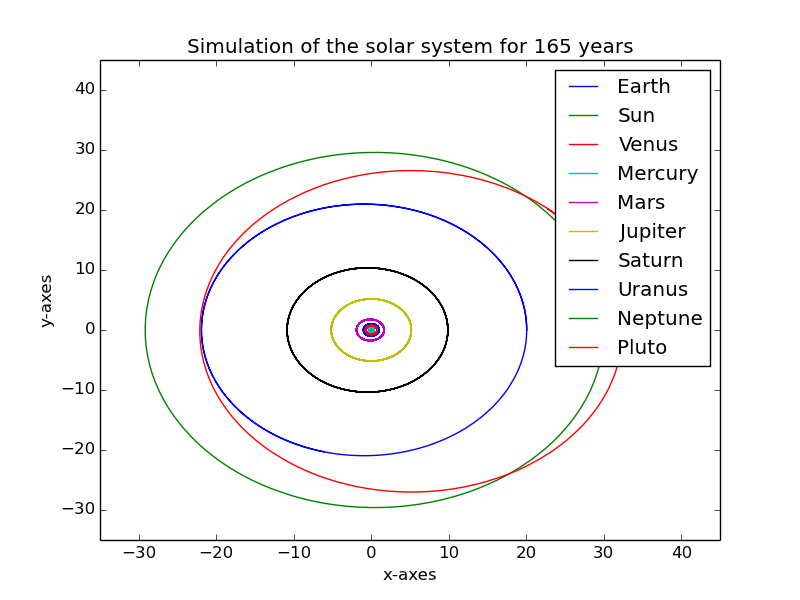 Simulation of the solar system for 165 years
Earth
Sun
Venus
Mercury
Mars
Jupiter
Saturn
Uranus
Neptune
Pluto
y-axes
40
30
20
10
0
−10
−20
−30
−30 −20 −10 0 10 20 30 40
x-axes